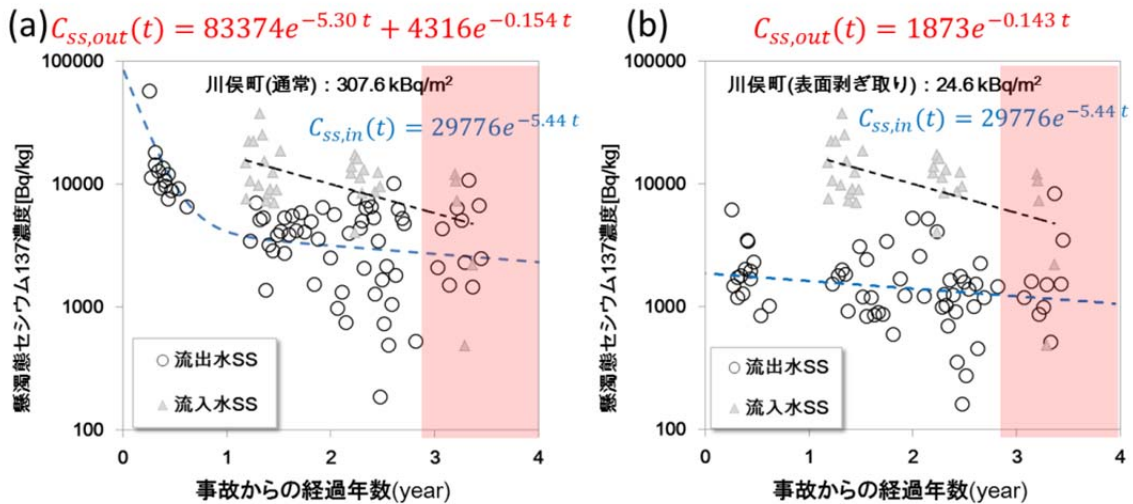 (a) C_{ss,out}(t) = 83374e^{-5.30 t} + 4316e^{-0.154 t}
川俣町(通常) : 307.6 kBq/m²
C_{ss,in}(t) = 29776e^{-5.44 t}
懸濁態セシウム137濃度[Bq/kg]
100000
10000
1000
100
流出水SS
流入水SS
0 1 2 3 4
事故からの経過年数(year)
(b) C_{ss,out}(t) = 1873e^{-0.143 t}
川俣町(表面剥ぎ取り) : 24.6 kBq/m²
C_{ss,in}(t) = 29776e^{-5.44 t}
懸濁態セシウム137濃度[Bq/kg]
100000
10000
1000
100
流出水SS
流入水SS
0 1 2 3 4
事故からの経過年数(year)